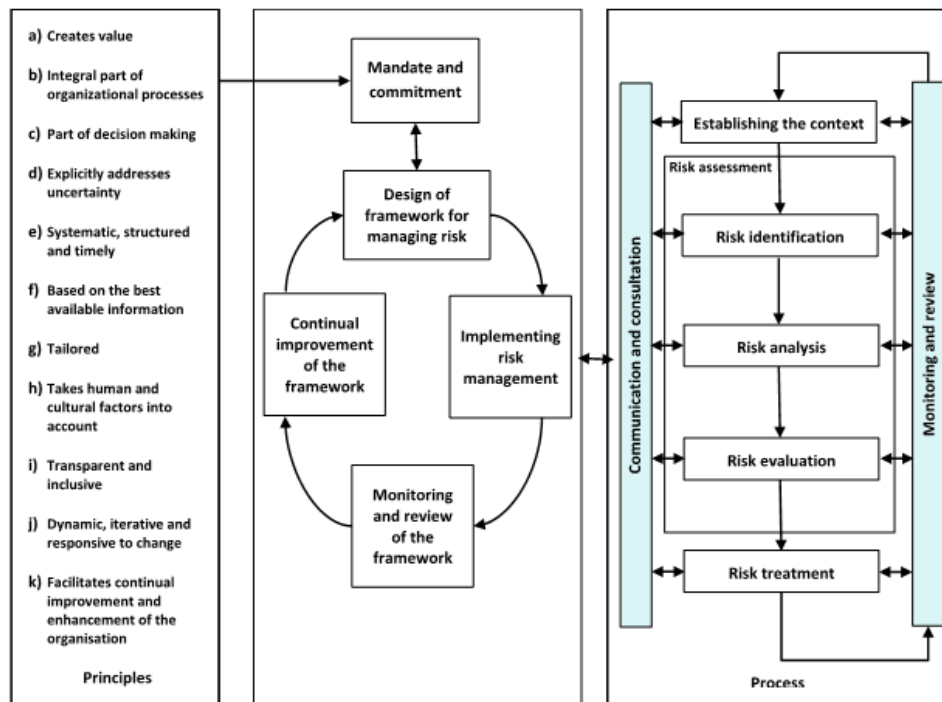 a) Creates value
b) Integral part of
organizational processes
c) Part of decision making
d) Explicitly addresses
uncertainty
e) Systematic, structured
and timely
f) Based on the best
available information
g) Tailored
h) Takes human and
cultural factors into
account
i) Transparent and
inclusive
j) Dynamic, iterative and
responsive to change
k) Facilitates continual
improvement and
enhancement of the
organisation
Principles
Mandate and
commitment
Design of
framework for
managing risk
Implementing
risk
management
Monitoring
and review
of the
framework
Continual
improvement
of the
framework
Communication and consultation
Establishing the context
Risk assessment
Risk identification
Risk analysis
Risk evaluation
Risk treatment
Monitoring and review
Process